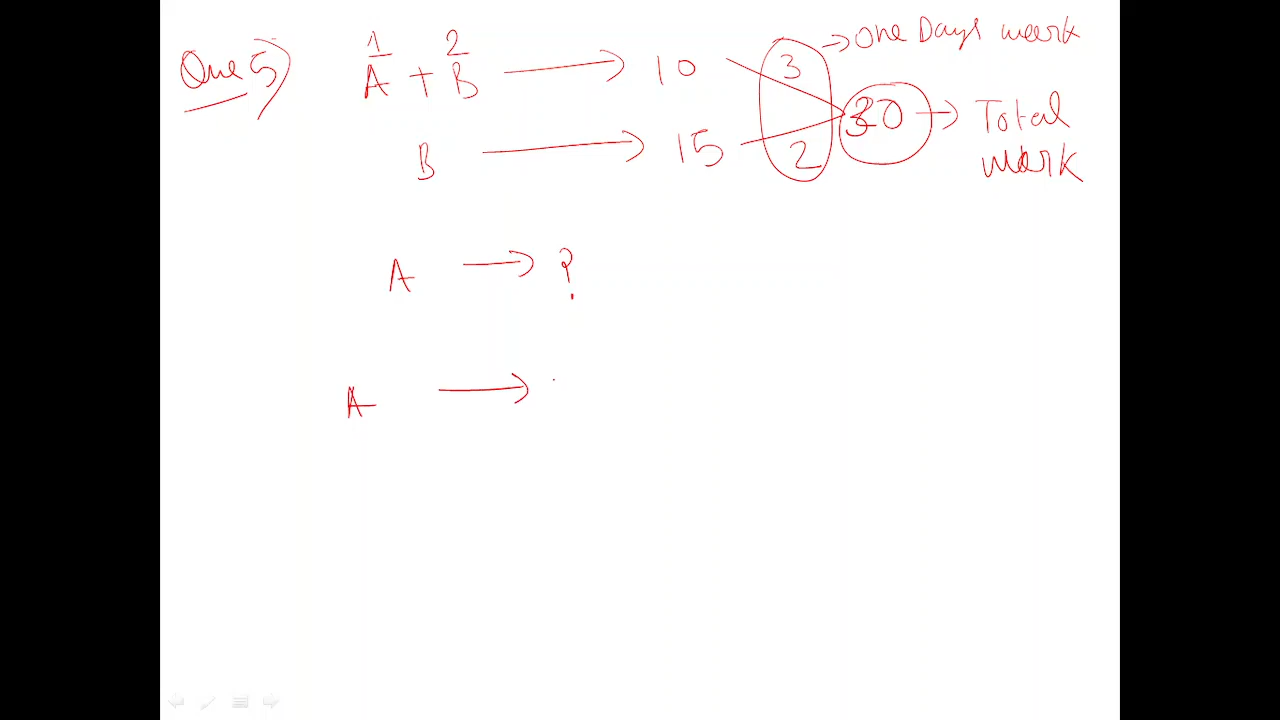 Que 5)
1 2
A + B → 10 3 → One Days work
30 → Total work
B → 15 2
A → ?
A →